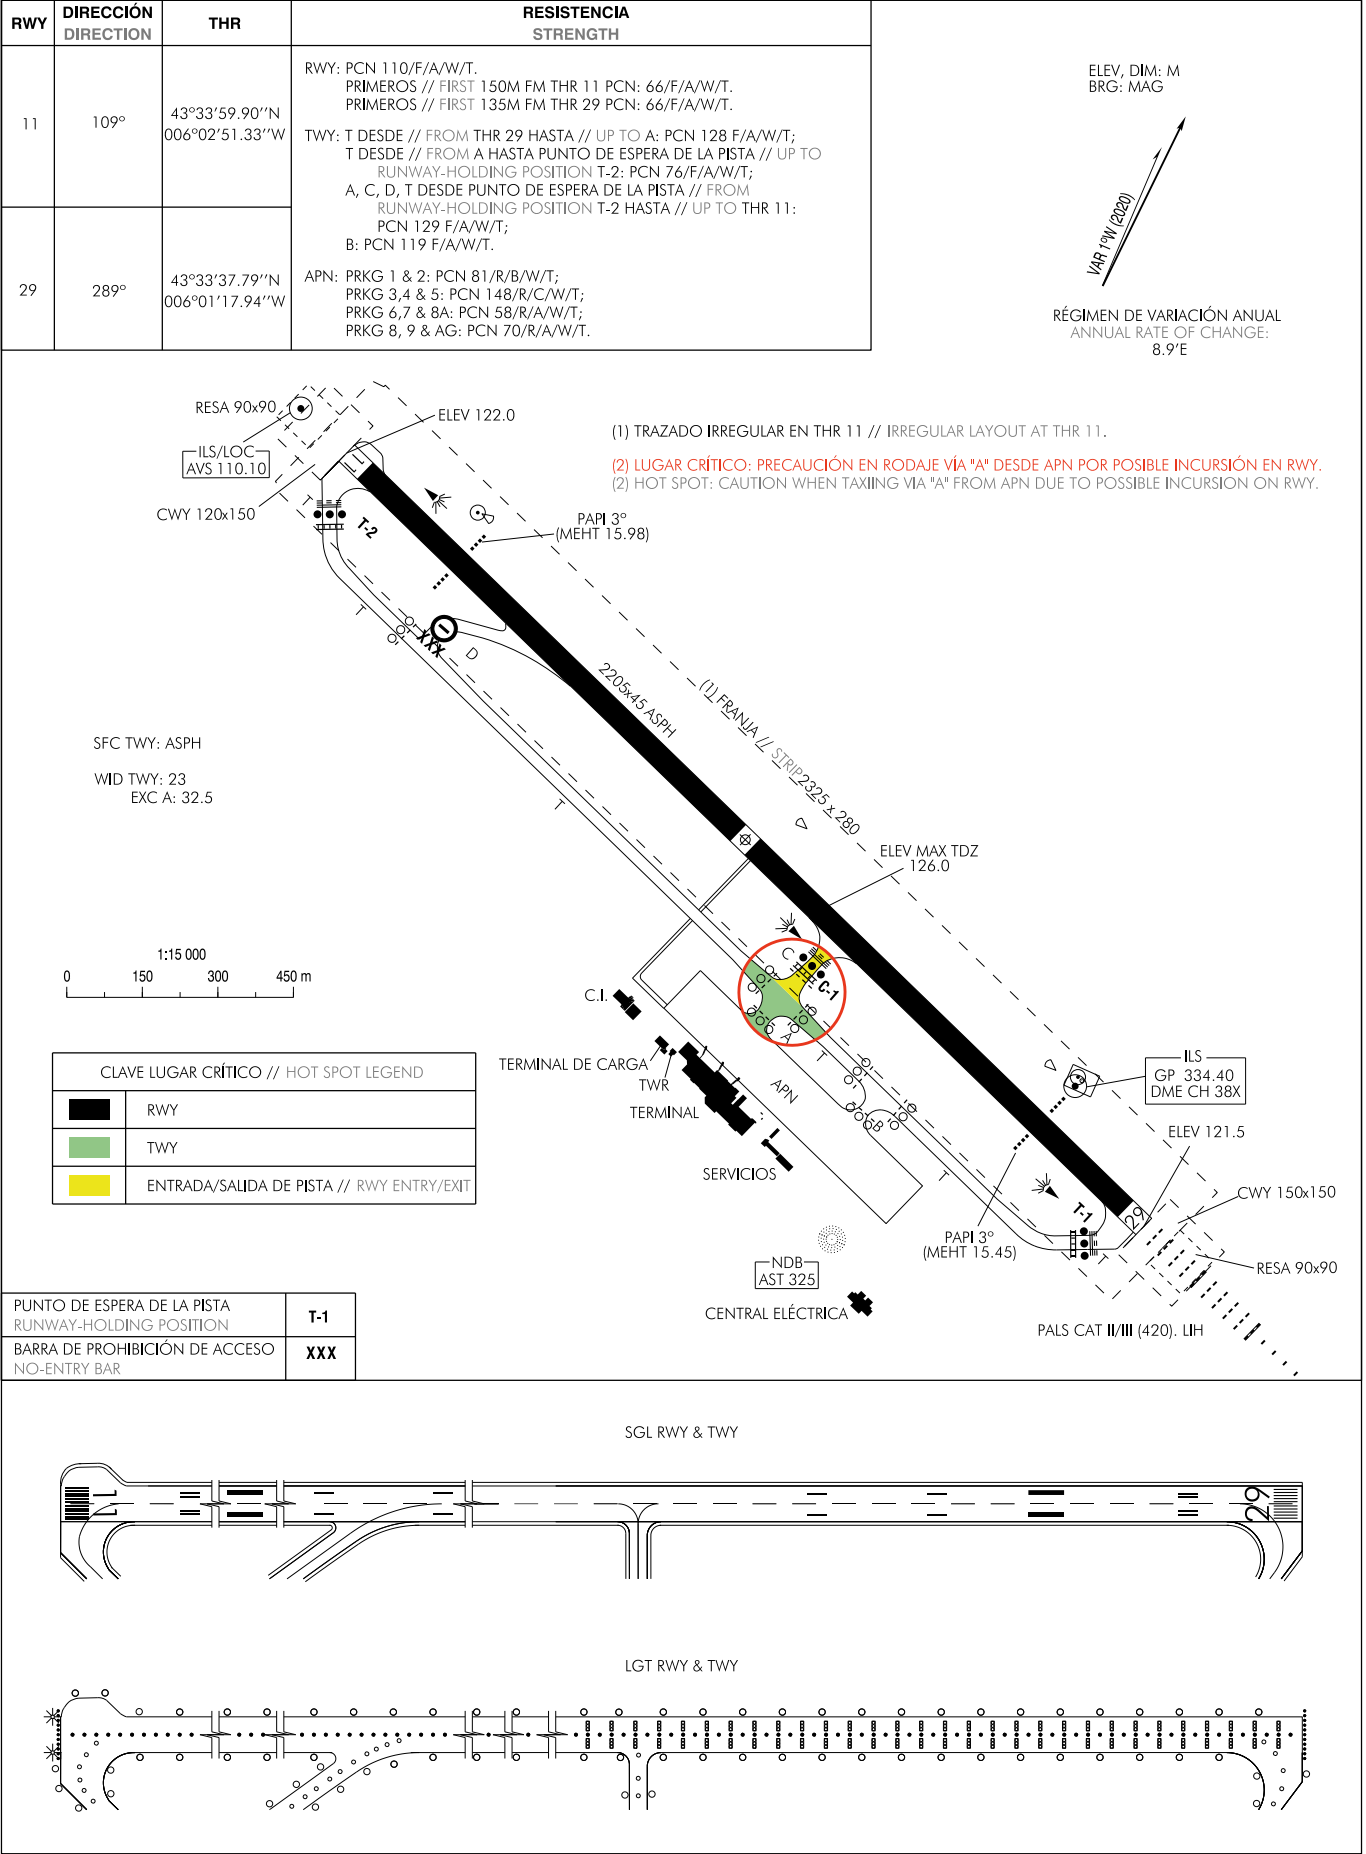 RWY
DIRECCIÓN
DIRECTION
THR
RESISTENCIA
STRENGTH
11
109º
43º33'59.90''N
006º02'51.33''W
29
289º
43º33'37.79''N
006º01'17.94''W
RWY: PCN 110/F/A/W/T.
PRIMEROS // FIRST 150M FM THR 11 PCN: 66/F/A/W/T.
PRIMEROS // FIRST 135M FM THR 29 PCN: 66/F/A/W/T.
TWY: T DESDE // FROM THR 29 HASTA // UP TO A: PCN 128 F/A/W/T;
T DESDE // FROM A HASTA PUNTO DE ESPERA DE LA PISTA // UP TO
RUNWAY-HOLDING POSITION T-2: PCN 76/F/A/W/T;
A, C, D, T DESDE PUNTO DE ESPERA DE LA PISTA // FROM
RUNWAY-HOLDING POSITION T-2 HASTA // UP TO THR 11:
PCN 129 F/A/W/T;
B: PCN 119 F/A/W/T.
APN: PRKG 1 & 2: PCN 81/R/B/W/T;
PRKG 3,4 & 5: PCN 148/R/C/W/T;
PRKG 6,7 & 8A: PCN 58/R/A/W/T;
PRKG 8, 9 & AG: PCN 70/R/A/W/T.
ELEV, DIM: M
BRG: MAG
VAR 1ºW (2020)
RÉGIMEN DE VARIACIÓN ANUAL
ANNUAL RATE OF CHANGE:
8.9'E
RESA 90x90
ELEV 122.0
ILS/LOC
AVS 110.10
CWY 120x150
11
T
T-2
PAPI 3º
(MEHT 15.98)
(1) TRAZADO IRREGULAR EN THR 11 // IRREGULAR LAYOUT AT THR 11.
(2) LUGAR CRÍTICO: PRECAUCIÓN EN RODAJE VÍA "A" DESDE APN POR POSIBLE INCURSIÓN EN RWY.
(2) HOT SPOT: CAUTION WHEN TAXIING VIA "A" FROM APN DUE TO POSSIBLE INCURSION ON RWY.
T
XXX
D
2205x45 ASPH
(1) FRANJA // STRIP 2325 x 280
SFC TWY: ASPH
WID TWY: 23
EXC A: 32.5
T
ELEV MAX TDZ
126.0
1:15 000
0 150 300 450 m
C
C-1
A
T
C.I.
TERMINAL DE CARGA
TWR
TERMINAL
APN
B
SERVICIOS
T
ILS
GP 334.40
DME CH 38X
ELEV 121.5
CWY 150x150
RESA 90x90
T-1
29
PAPI 3º
(MEHT 15.45)
NDB
AST 325
CENTRAL ELÉCTRICA
PALS CAT II/III (420). LIH
CLAVE LUGAR CRÍTICO // HOT SPOT LEGEND
RWY
TWY
ENTRADA/SALIDA DE PISTA // RWY ENTRY/EXIT
PUNTO DE ESPERA DE LA PISTA
RUNWAY-HOLDING POSITION
T-1
BARRA DE PROHIBICIÓN DE ACCESO
NO-ENTRY BAR
XXX
SGL RWY & TWY
11
29
LGT RWY & TWY